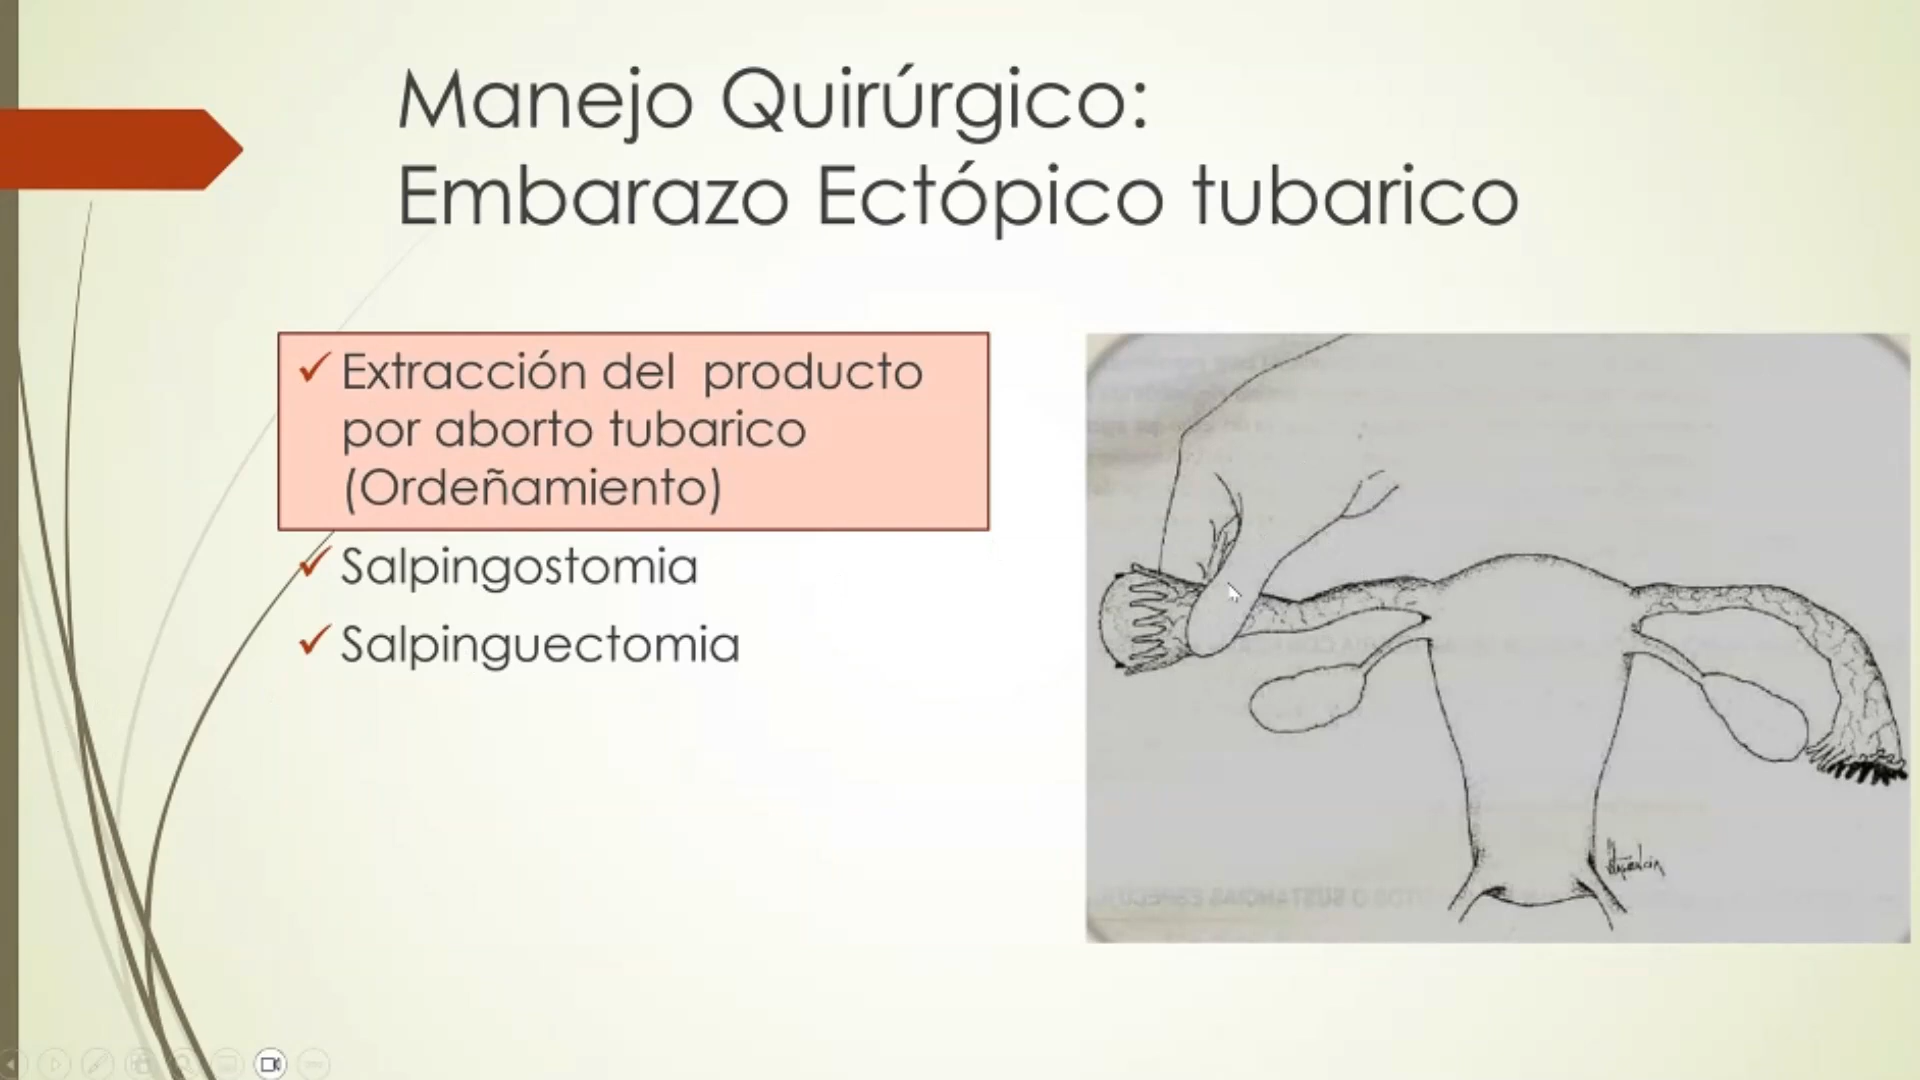 Manejo Quirúrgico:
Embarazo Ectópico tubarico
Extracción del producto
por aborto tubarico
(Ordeñamiento)
Salpingostomia
Salpinguectomia